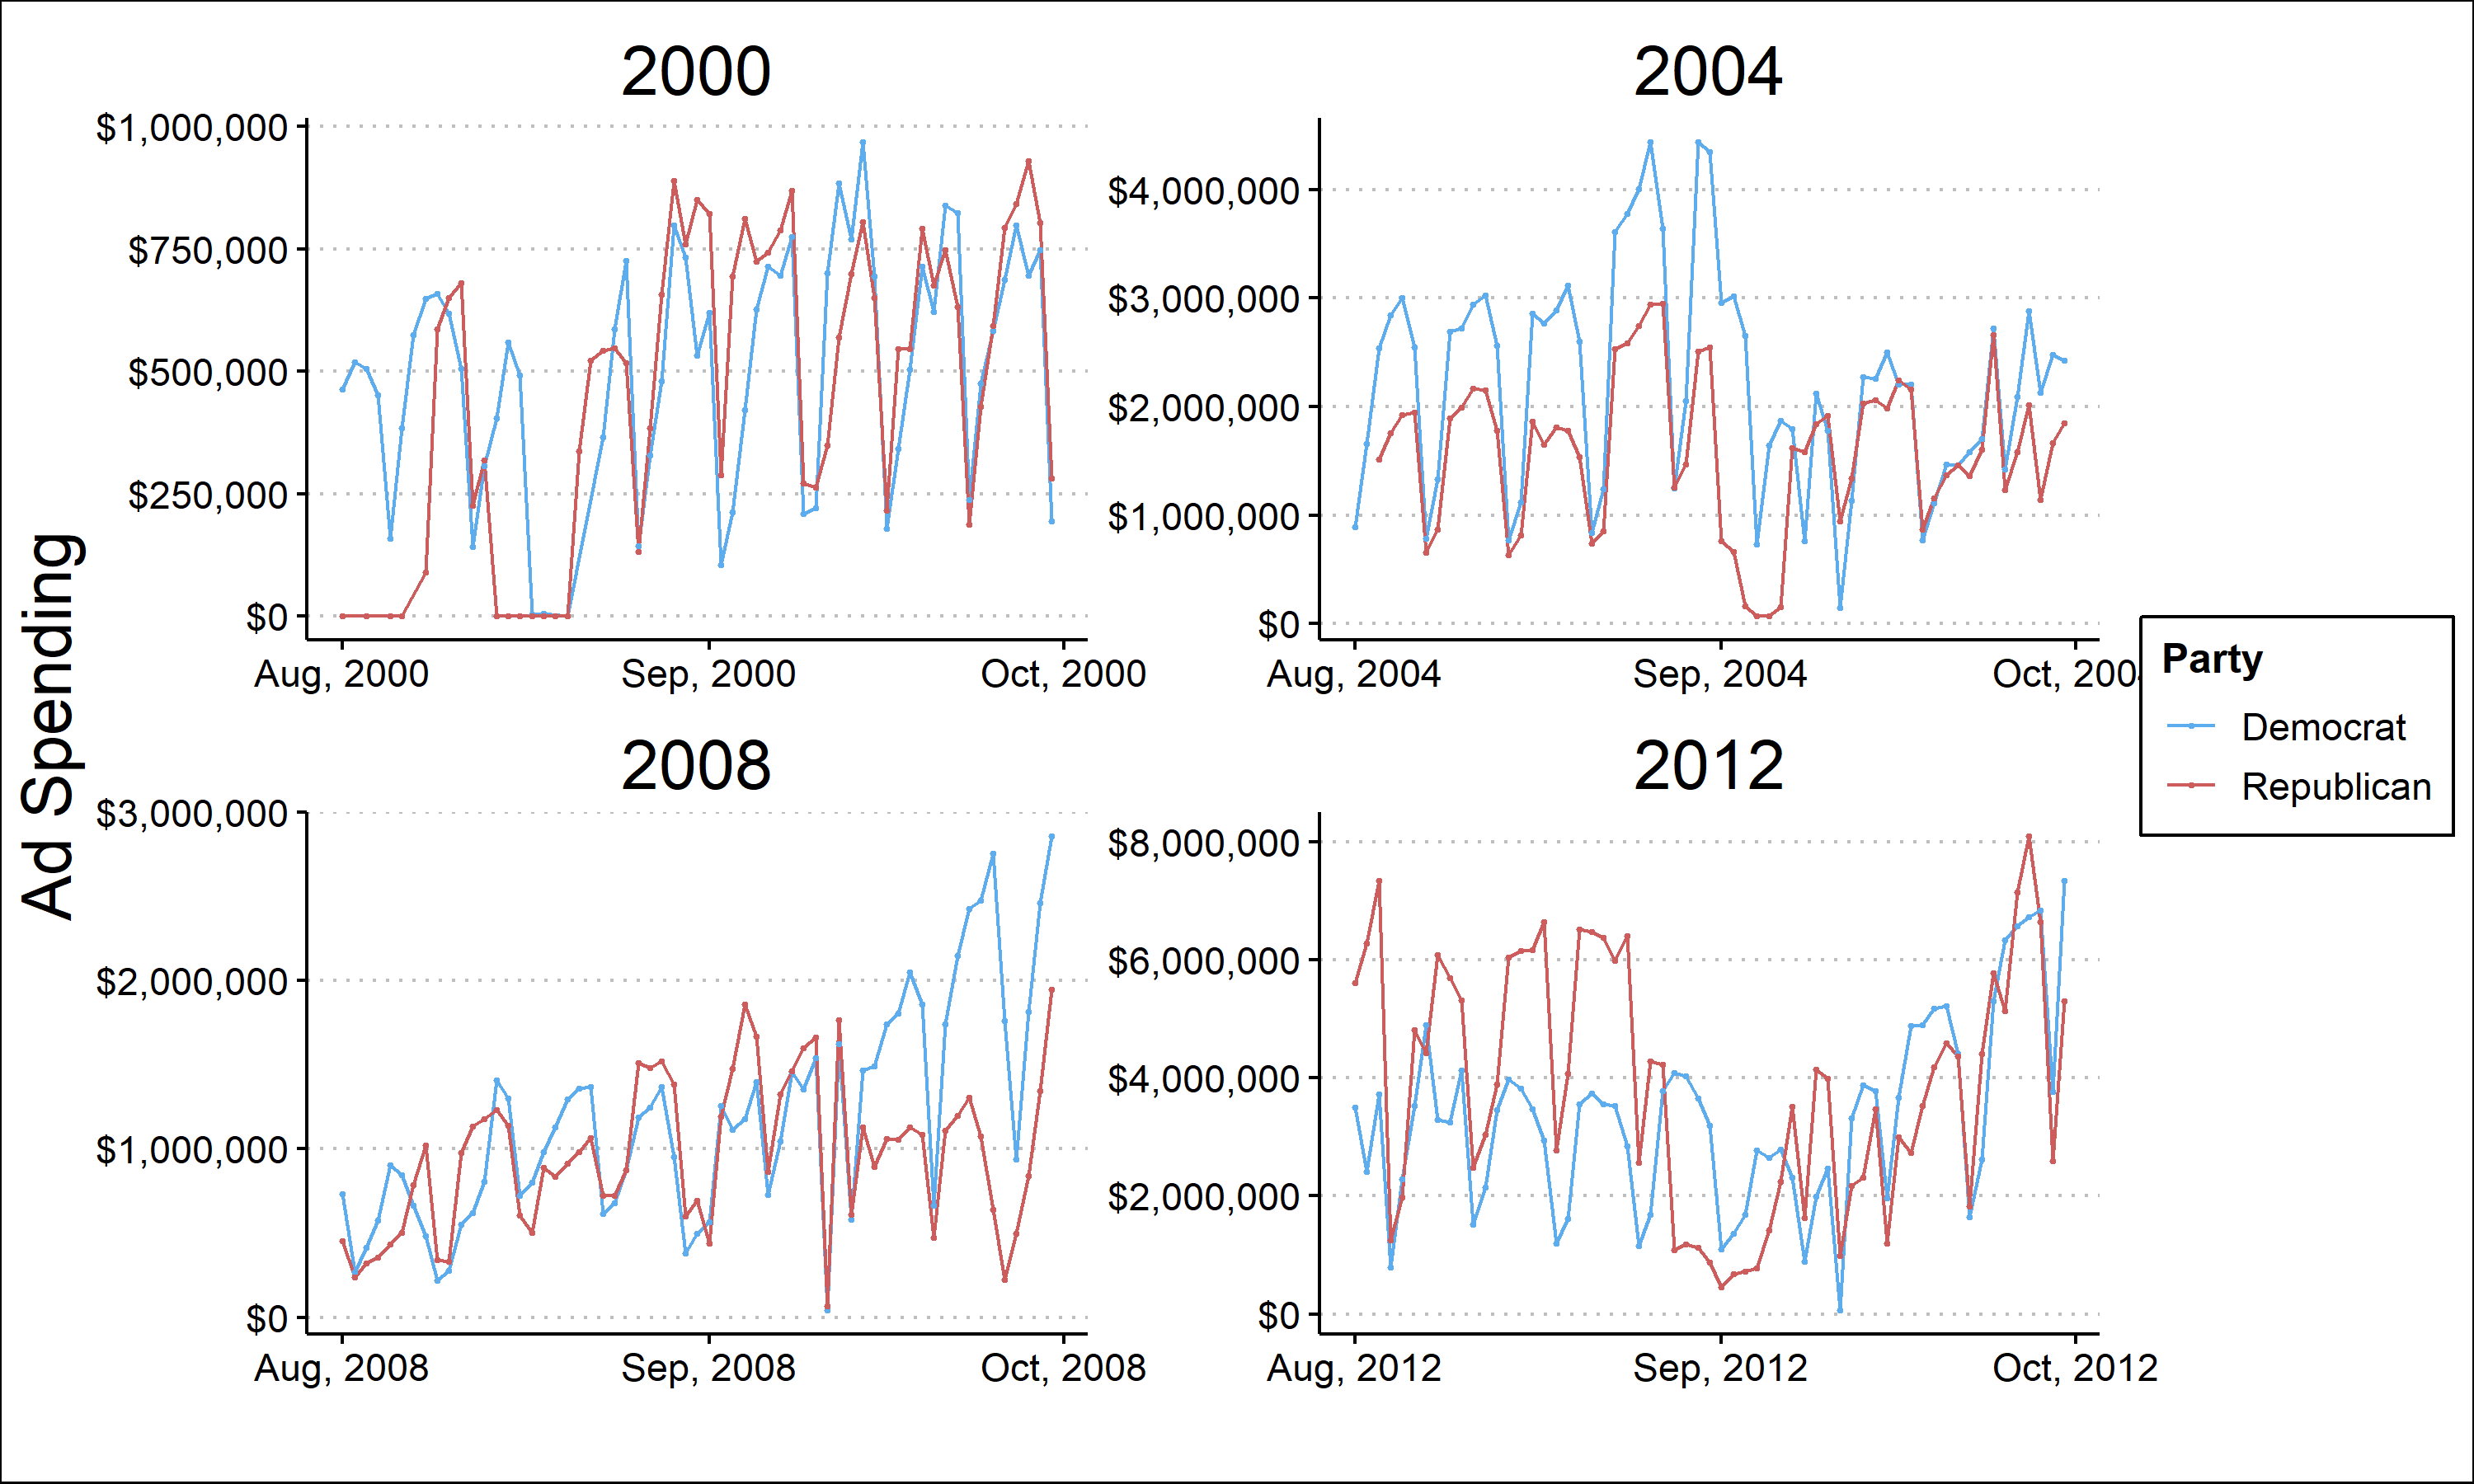 2000
$1,000,000
$750,000
$500,000
$250,000
$0
Aug, 2000 Sep, 2000 Oct, 2000
2004
$4,000,000
$3,000,000
$2,000,000
$1,000,000
$0
Aug, 2004 Sep, 2004 Oct, 200
Ad Spending
2008
$3,000,000
$2,000,000
$1,000,000
$0
Aug, 2008 Sep, 2008 Oct, 2008
2012
$8,000,000
$6,000,000
$4,000,000
$2,000,000
$0
Aug, 2012 Sep, 2012 Oct, 2012
Party
Democrat
Republican